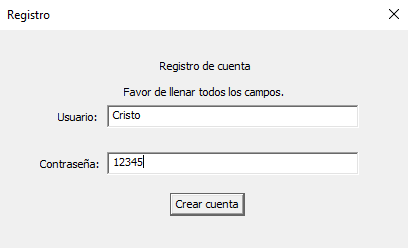 Registro
Registro de cuenta
Favor de llenar todos los campos.
Usuario: Cristo
Contraseña: 12345
Crear cuenta